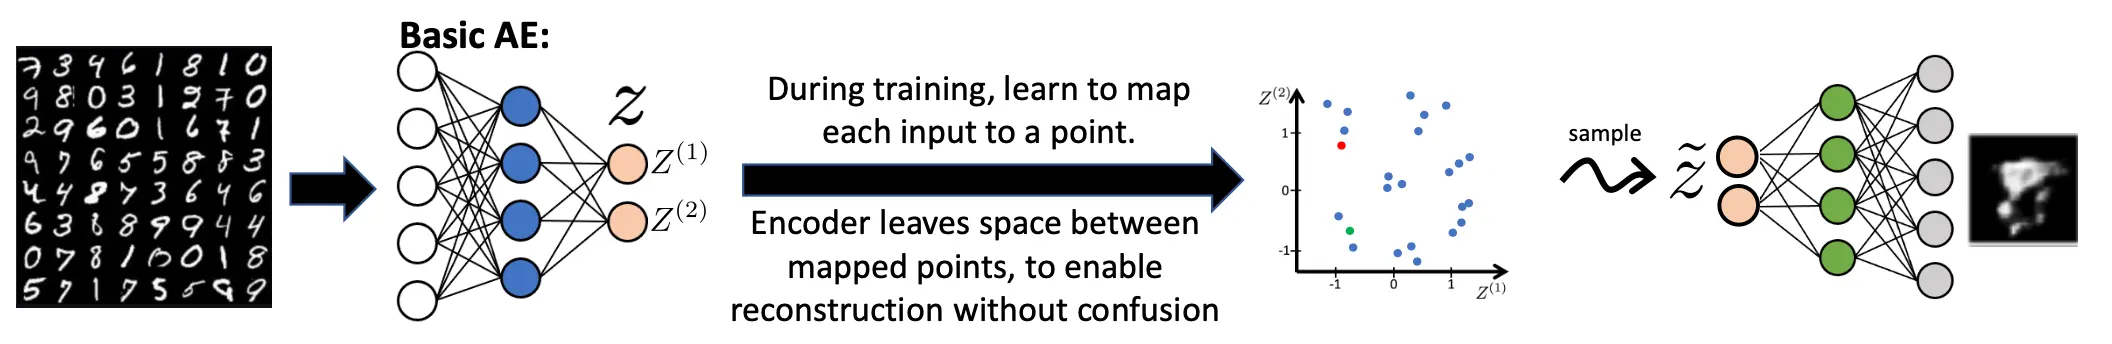 7 3 4 6 1 8 1 0
9 8 0 3 1 2 7 0
2 9 6 0 1 6 7 1
9 7 6 5 5 8 8 3
4 4 8 7 3 6 4 6
6 3 8 8 9 9 4 4
0 7 8 1 0 0 1 8
5 7 1 7 5 5 9 9
Basic AE:
z
Z⁽¹⁾
Z⁽²⁾
During training, learn to map
each input to a point.
Encoder leaves space between
mapped points, to enable
reconstruction without confusion
Z⁽²⁾
1
0
-1
-1 0 1
Z⁽¹⁾
sample
z̃